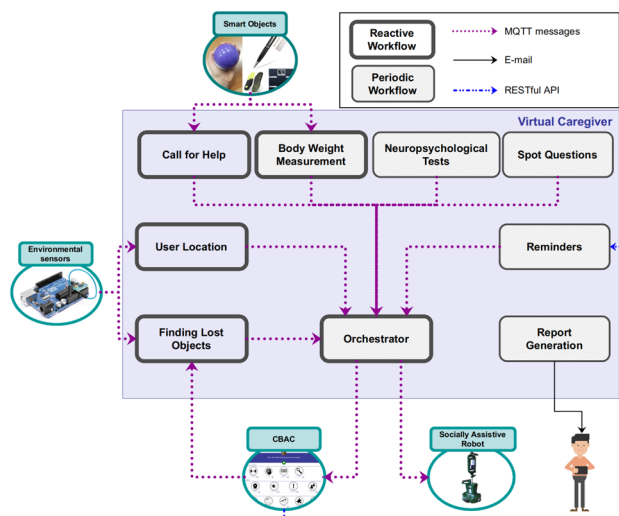 Smart Objects
Reactive
Workflow
Periodic
Workflow
MQTT messages
E-mail
RESTful API
Virtual Caregiver
Call for Help
Body Weight
Measurement
Neuropsychological
Tests
Spot Questions
Environmental
sensors
User Location
Reminders
Finding Lost
Objects
Orchestrator
Report
Generation
CBAC
Socially Assistive
Robot